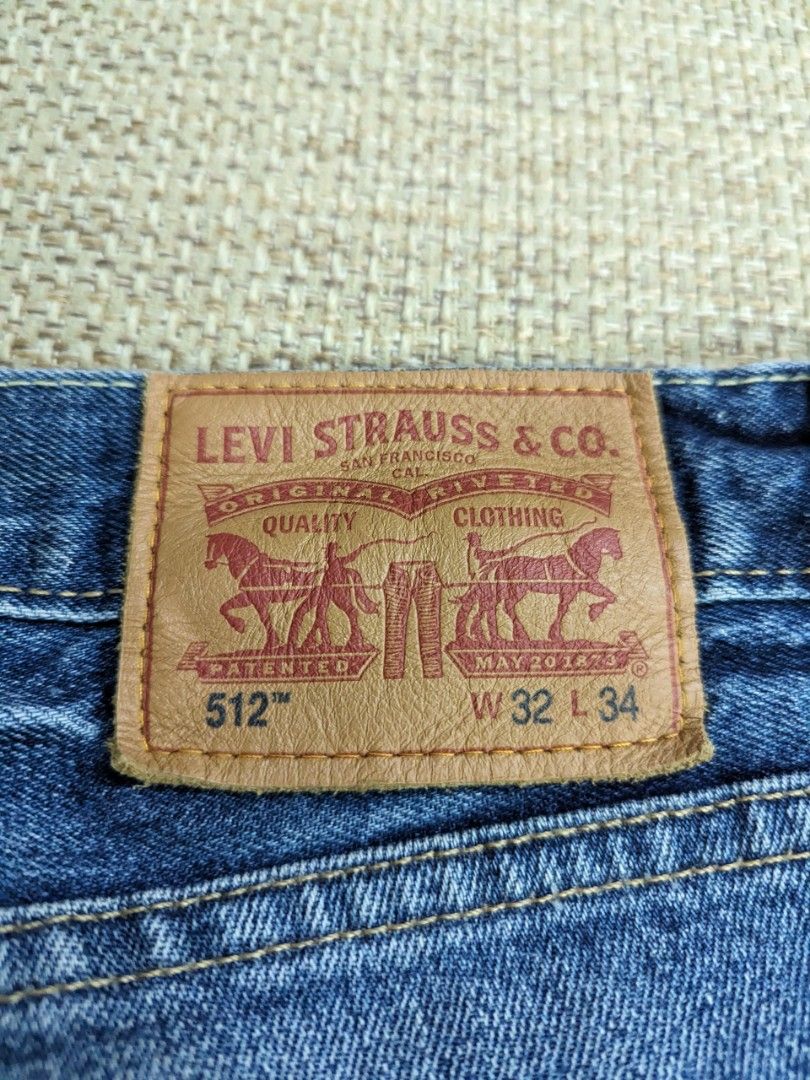 LEVI STRAUSS & CO.
SAN FRANCISCO
CAL.
ORIGINAL RIVETED
QUALITY CLOTHING
PATENTED MAY 20 1873 ®
512™ W 32 L 34